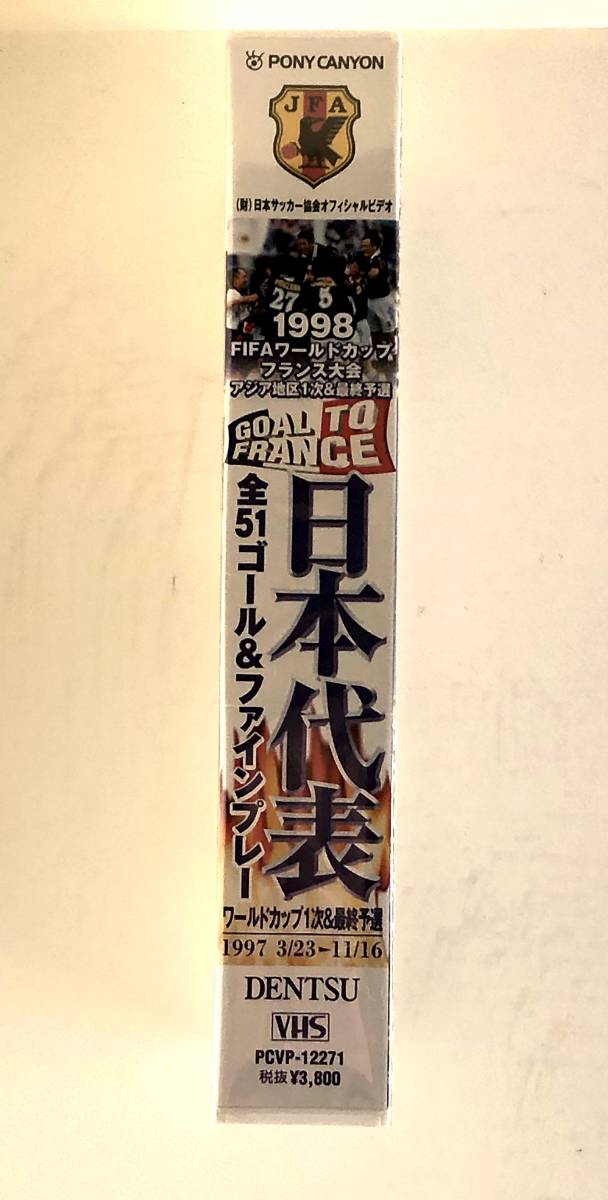 PONY CANYON
JFA
(財)日本サッカー協会オフィシャルビデオ
27 5
1998
FIFAワールドカップ
フランス大会
アジア地区1次&最終予選
GOAL TO
FRANCE
日本代表
全51ゴール&ファインプレー
ワールドカップ1次&最終予選
1997 3/23-11/16
DENTSU
VHS
PCVP-12271
税抜¥3,800